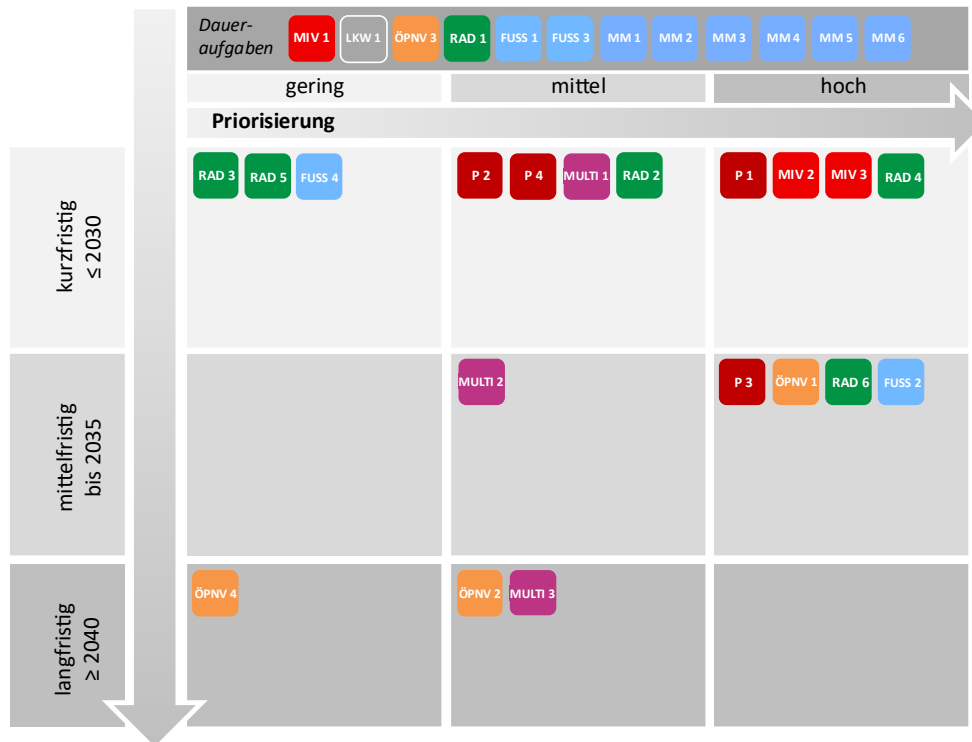 Dauer-
aufgaben
MIV 1 LKW 1 ÖPNV 3 RAD 1 FUSS 1 FUSS 3 MM 1 MM 2 MM 3 MM 4 MM 5 MM 6
gering mittel hoch
Priorisierung
kurzfristig
≤ 2030
RAD 3 RAD 5 FUSS 4 P 2 P 4 MULTI 1 RAD 2 P 1 MIV 2 MIV 3 RAD 4
mittelfristig
bis 2035
MULTI 2 P 3 ÖPNV 1 RAD 6 FUSS 2
langfristig
≥ 2040
ÖPNV 4 ÖPNV 2 MULTI 3